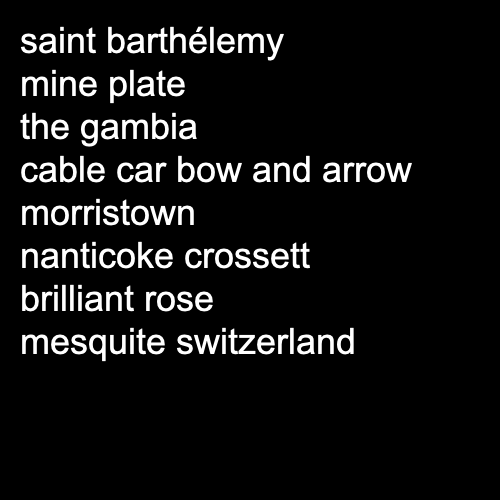 saint barthélemy
mine plate
the gambia
cable car bow and arrow
morristown
nanticoke crossett
brilliant rose
mesquite switzerland